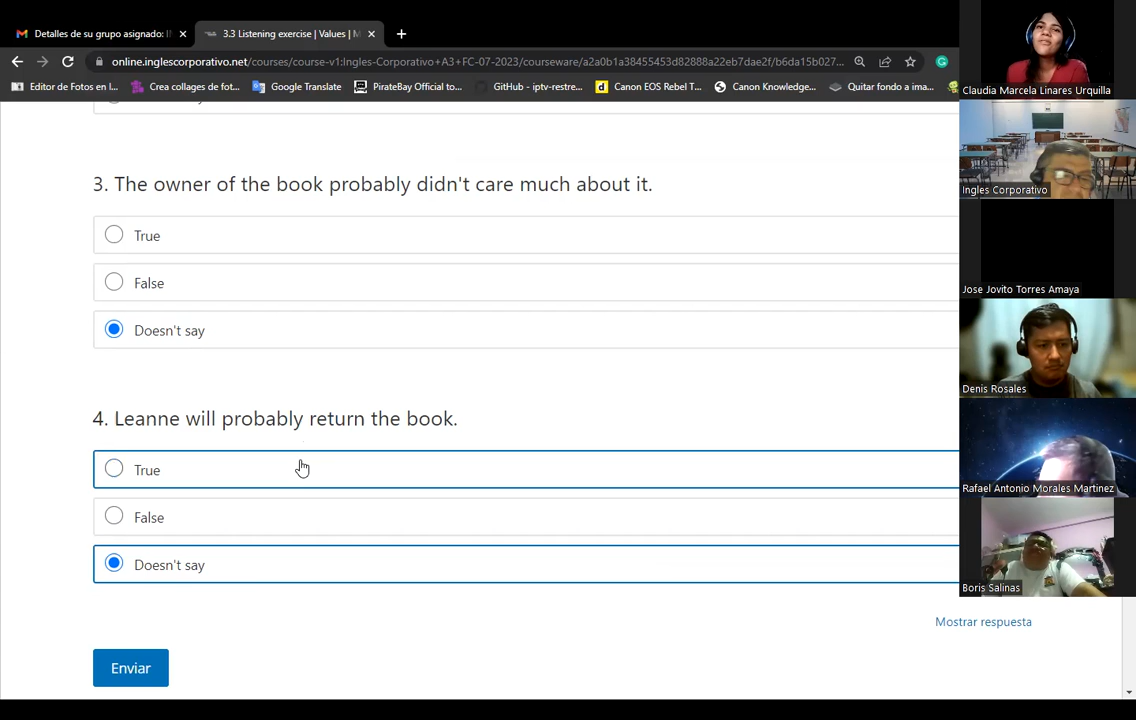 Detalles de su grupo asignado: I
3.3 Listening exercise | Values | M
online.inglescorporativo.net/courses/course-v1:Ingles-Corporativo+A3+FC-07-2023/courseware/a2a0b1a38455453d82888a22eb7dae2f/b6da15b027...
Editor de Fotos en l...
Crea collages de fot...
Google Translate
PirateBay Official to...
GitHub - iptv-restre...
Canon EOS Rebel T...
Canon Knowledge...
Quitar fondo a ima...
3. The owner of the book probably didn't care much about it.
True
False
Doesn't say
4. Leanne will probably return the book.
True
False
Doesn't say
Mostrar respuesta
Enviar
Claudia Marcela Linares Urquilla
Ingles Corporativo
Jose Jovito Torres Amaya
Denis Rosales
Rafael Antonio Morales Martinez
Boris Salinas